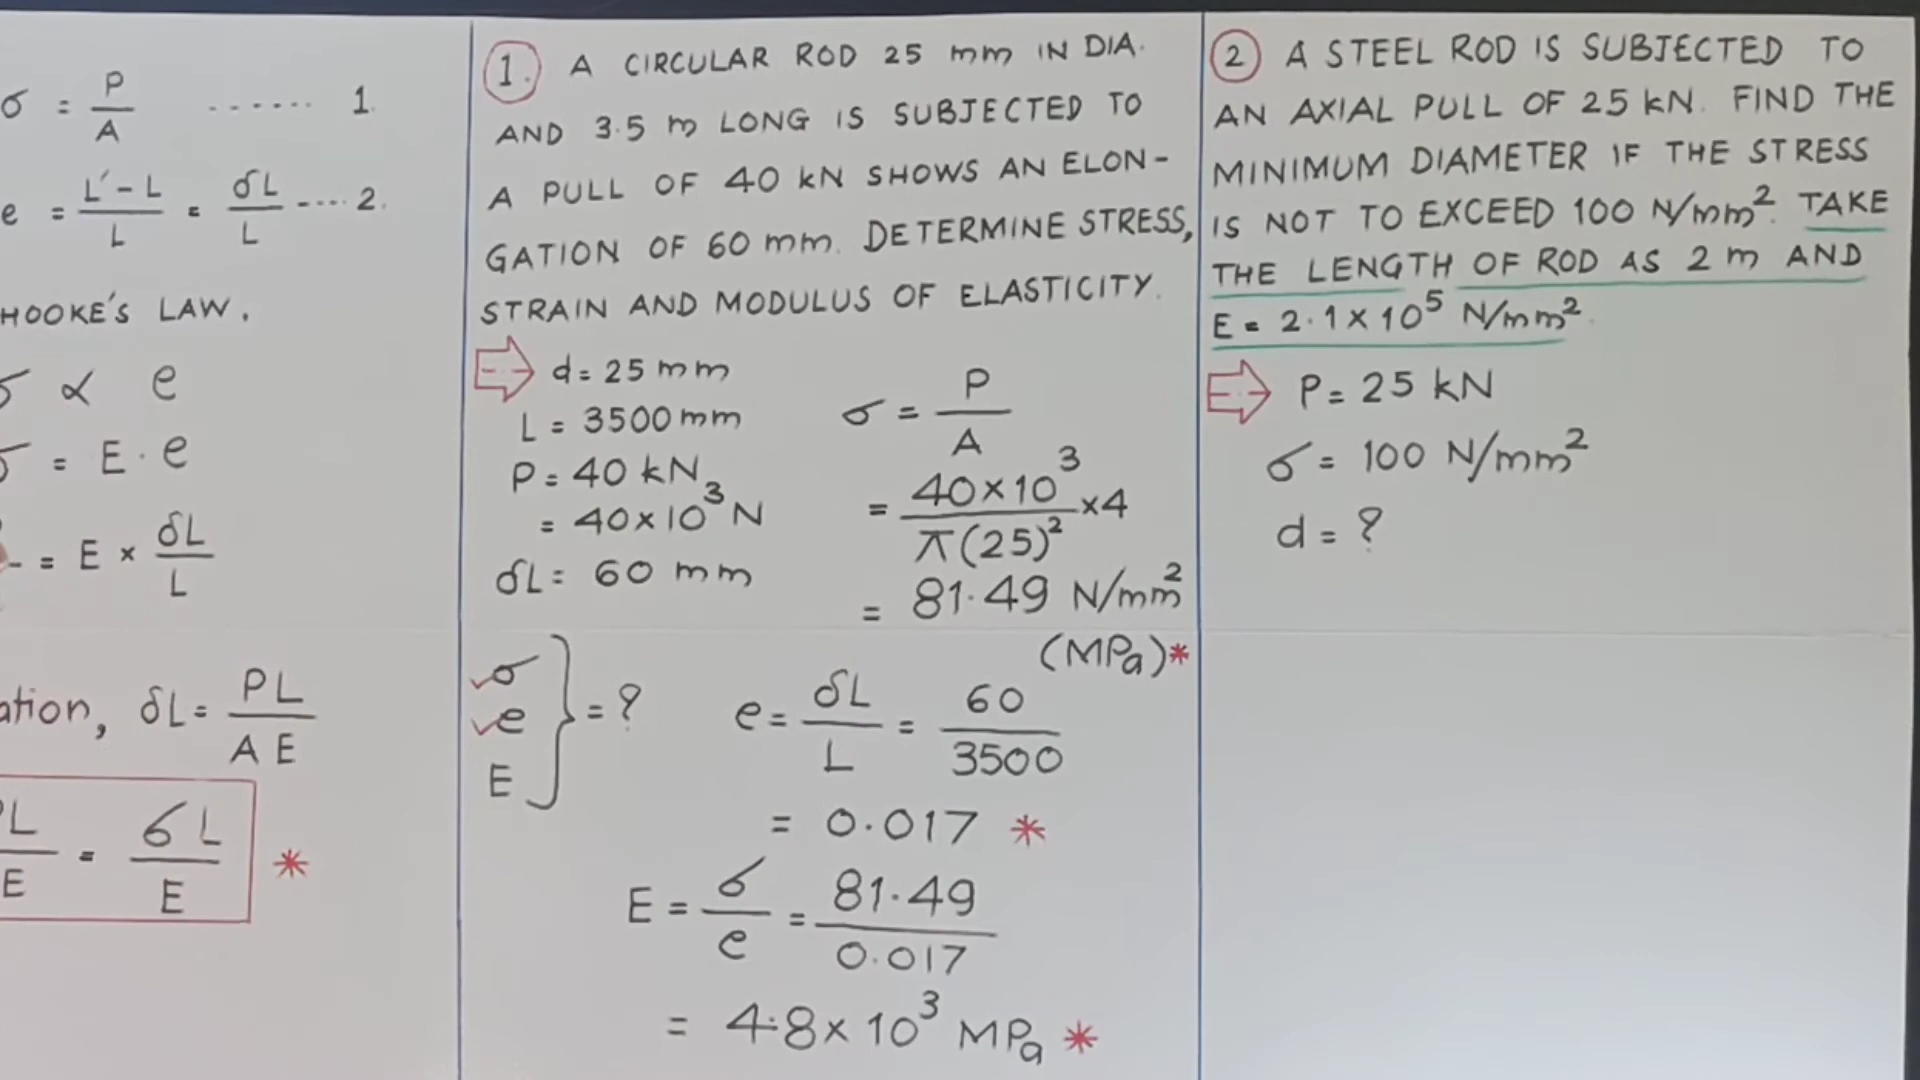 σ = P/A ...... 1.
e = L'-L/L = δL/L ---- 2.
HOOKE'S LAW.
σ ∝ e
σ = E · e
= E × δL/L
ation, δL = PL/AE
L/E = σL/E *
1. A CIRCULAR ROD 25 mm IN DIA.
AND 3.5 m LONG IS SUBJECTED TO
A PULL OF 40 kN SHOWS AN ELON-
GATION OF 60 mm. DETERMINE STRESS,
STRAIN AND MODULUS OF ELASTICITY.
d = 25 mm
L = 3500 mm
P = 40 kN
= 40×10³ N
δL = 60 mm
σ
e
E
} = ?
σ = P/A
= 40×10³/π(25)² ×4
= 81.49 N/mm²
(MPa)*
e = δL/L = 60/3500
= 0.017 *
E = σ/e = 81.49/0.017
= 4.8×10³ MPa *
2 A STEEL ROD IS SUBJECTED TO
AN AXIAL PULL OF 25 kN. FIND THE
MINIMUM DIAMETER IF THE STRESS
IS NOT TO EXCEED 100 N/mm². TAKE
THE LENGTH OF ROD AS 2 m AND
E = 2.1×10⁵ N/mm².
P = 25 kN
σ = 100 N/mm²
d = ?